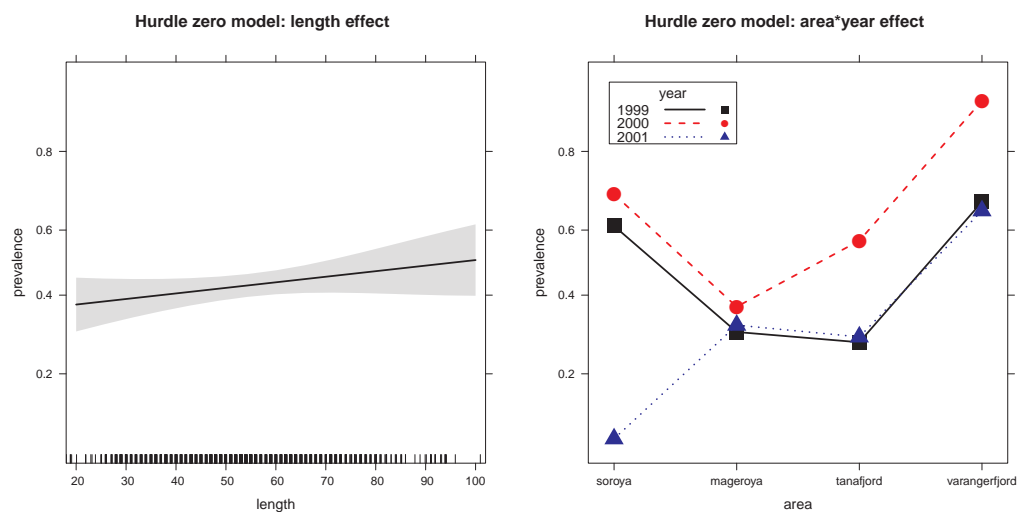 Hurdle zero model: length effect
prevalence
0.8
0.6
0.4
0.2
20 30 40 50 60 70 80 90 100
length
Hurdle zero model: area*year effect
year
1999
2000
2001
prevalence
0.8
0.6
0.4
0.2
soroya mageroya tanafjord varangerfjord
area